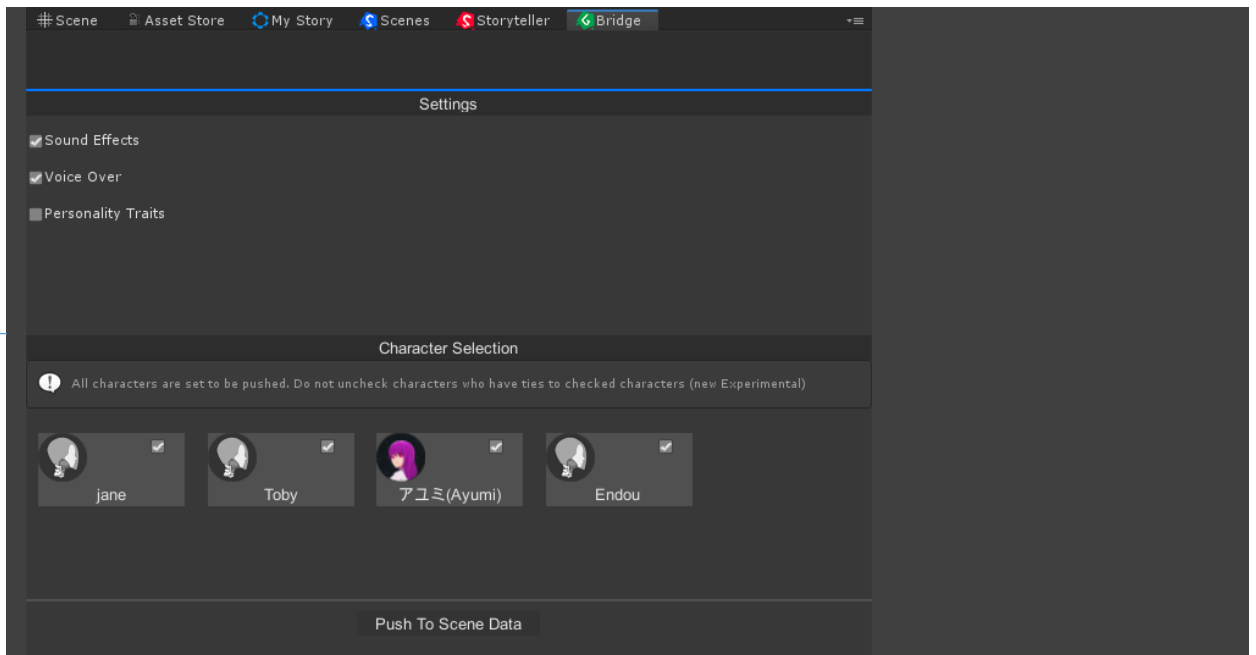 Scene Asset Store My Story Scenes Storyteller Bridge
Settings
Sound Effects
Voice Over
Personality Traits
Character Selection
All characters are set to be pushed. Do not uncheck characters who have ties to checked characters (new Experimental)
jane Toby アユミ(Ayumi) Endou
Push To Scene Data